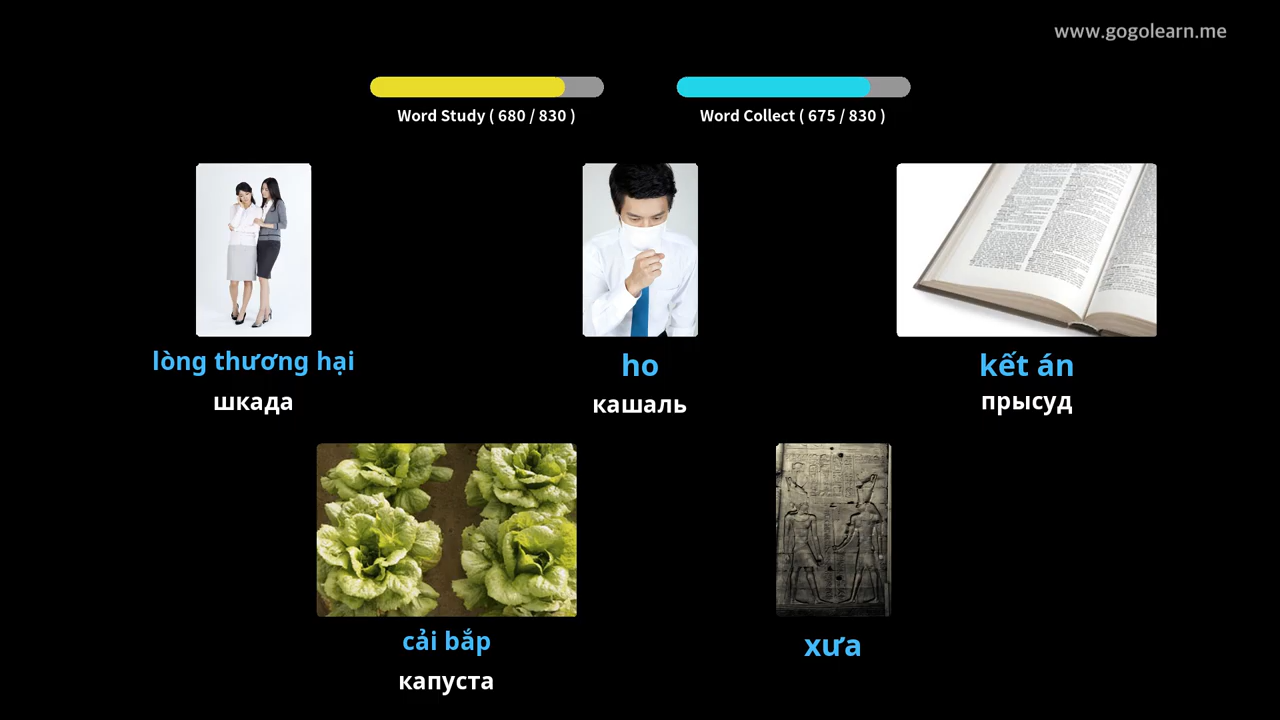 www.gogolearn.me
Word Study ( 680 / 830 )
Word Collect ( 675 / 830 )
lòng thương hại
шкада
ho
кашаль
kết án
прысуд
cải bắp
капуста
xưa